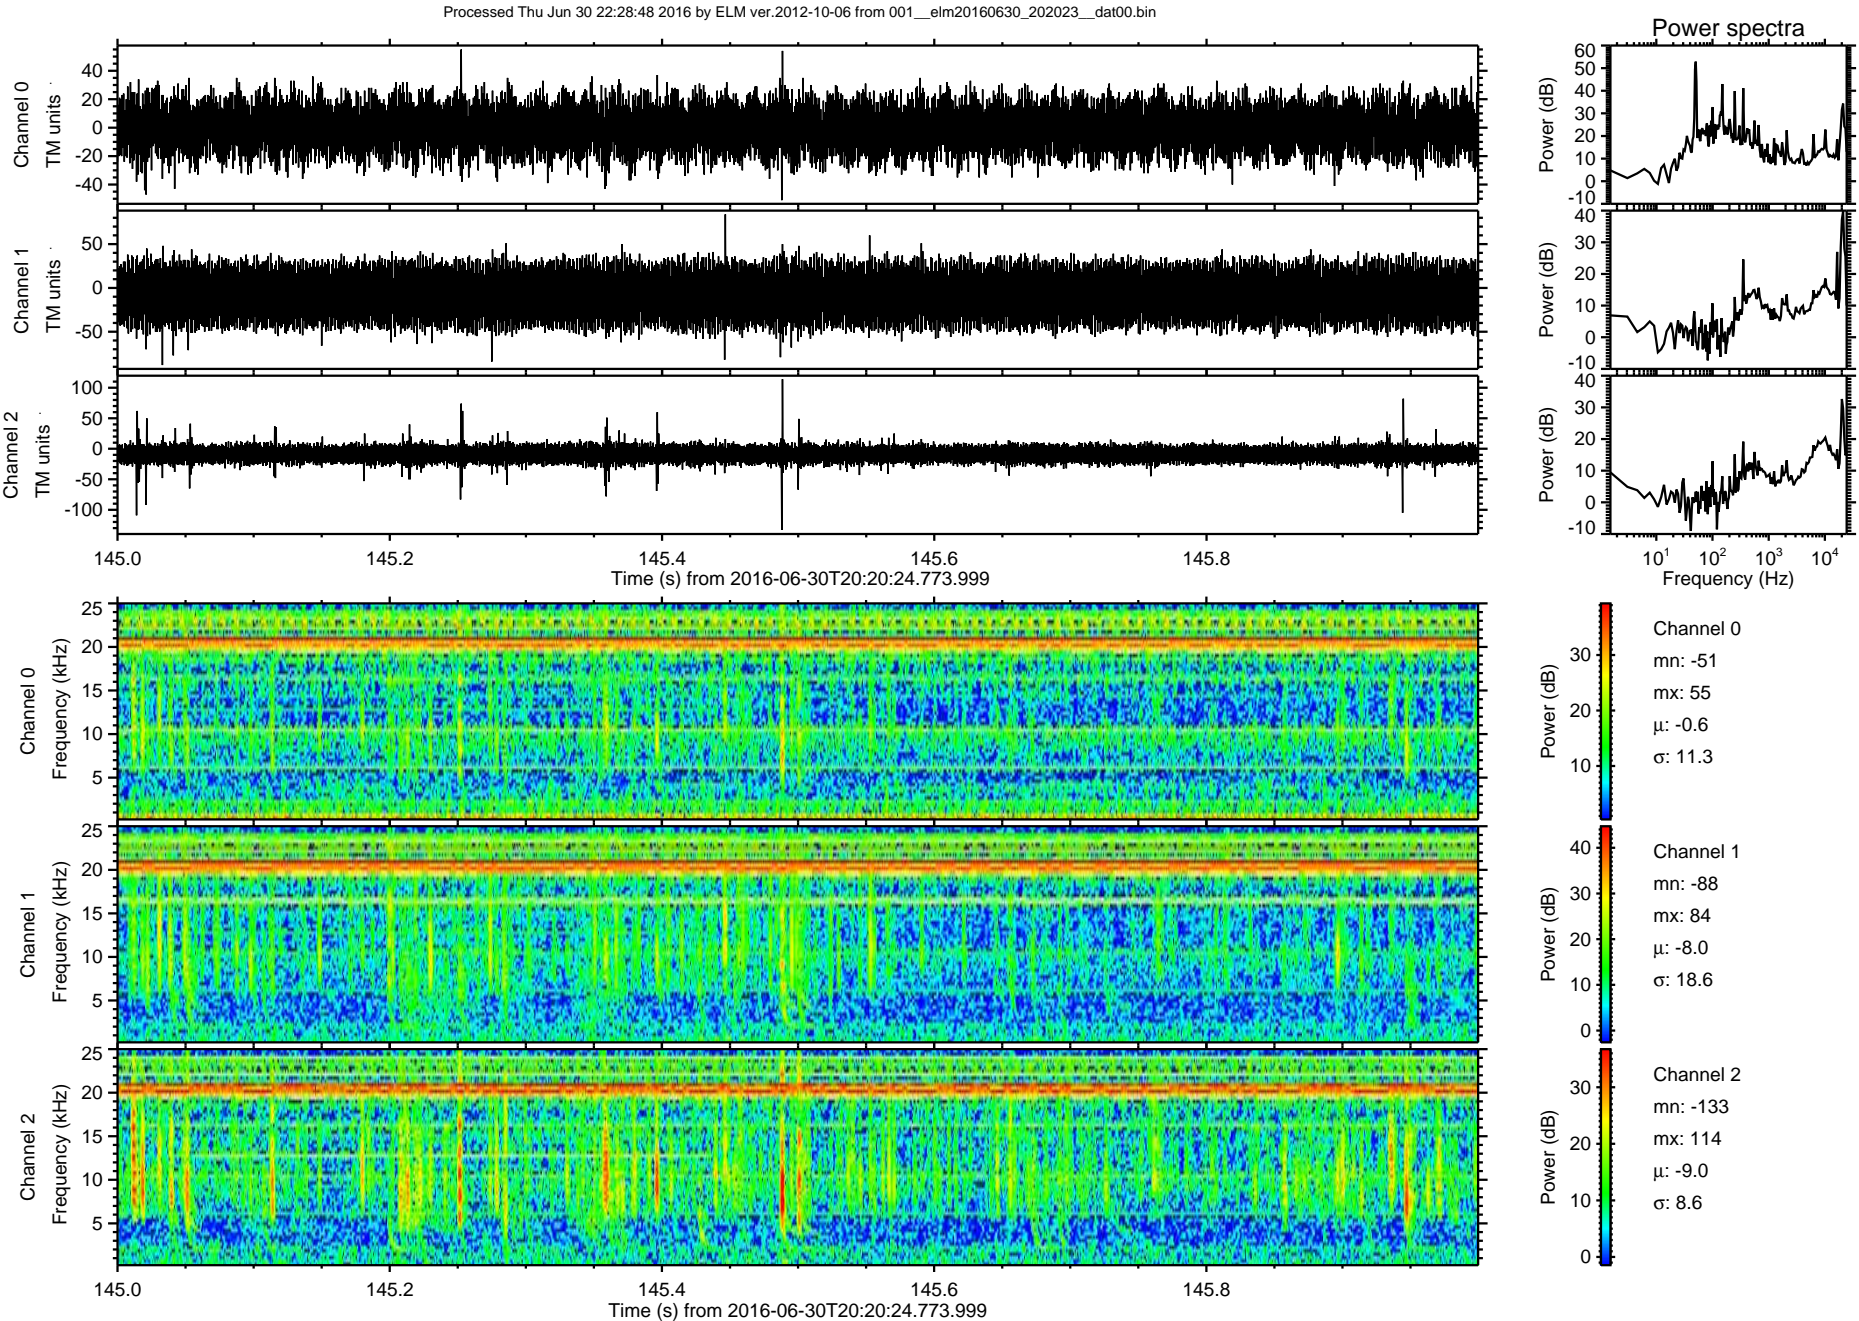 Processed Thu Jun 30 22:28:48 2016 by ELM ver.2012-10-06 from 001__elm20160630_202023__dat00.bin
Power spectra
Channel 0
TM units
40
20
0
-20
-40
Power (dB)
60
50
40
30
20
10
0
-10
Channel 1
TM units
50
0
-50
Power (dB)
40
30
20
10
0
-10
Channel 2
TM units
100
50
0
-50
-100
Power (dB)
40
30
20
10
0
-10
145.0 145.2 145.4 145.6 145.8
Time (s) from 2016-06-30T20:20:24.773.999
10¹ 10² 10³ 10⁴
Frequency (Hz)
Channel 0
Frequency (kHz)
25
20
15
10
5
Power (dB)
30
20
10
Channel 0
mn: -51
mx: 55
μ: -0.6
σ: 11.3
Channel 1
Frequency (kHz)
25
20
15
10
5
Power (dB)
40
30
20
10
0
Channel 1
mn: -88
mx: 84
μ: -8.0
σ: 18.6
Channel 2
Frequency (kHz)
25
20
15
10
5
Power (dB)
30
20
10
0
Channel 2
mn: -133
mx: 114
μ: -9.0
σ: 8.6
145.0 145.2 145.4 145.6 145.8
Time (s) from 2016-06-30T20:20:24.773.999